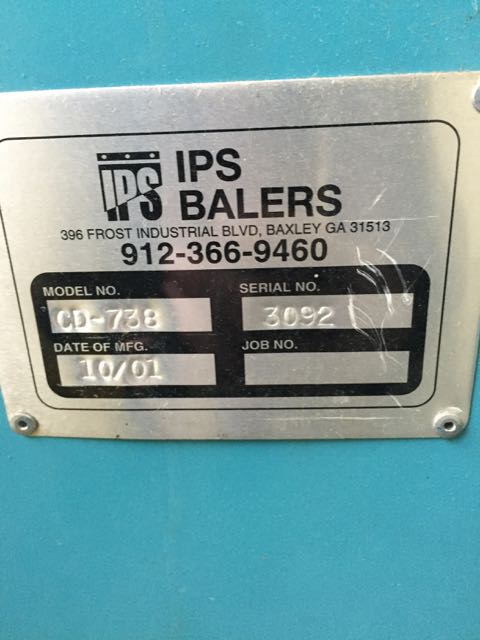 IPS
IPS
BALERS
396 FROST INDUSTRIAL BLVD, BAXLEY GA 31513
912-366-9460
MODEL NO. SERIAL NO.
CD-738 3092
DATE OF MFG. JOB NO.
10/01